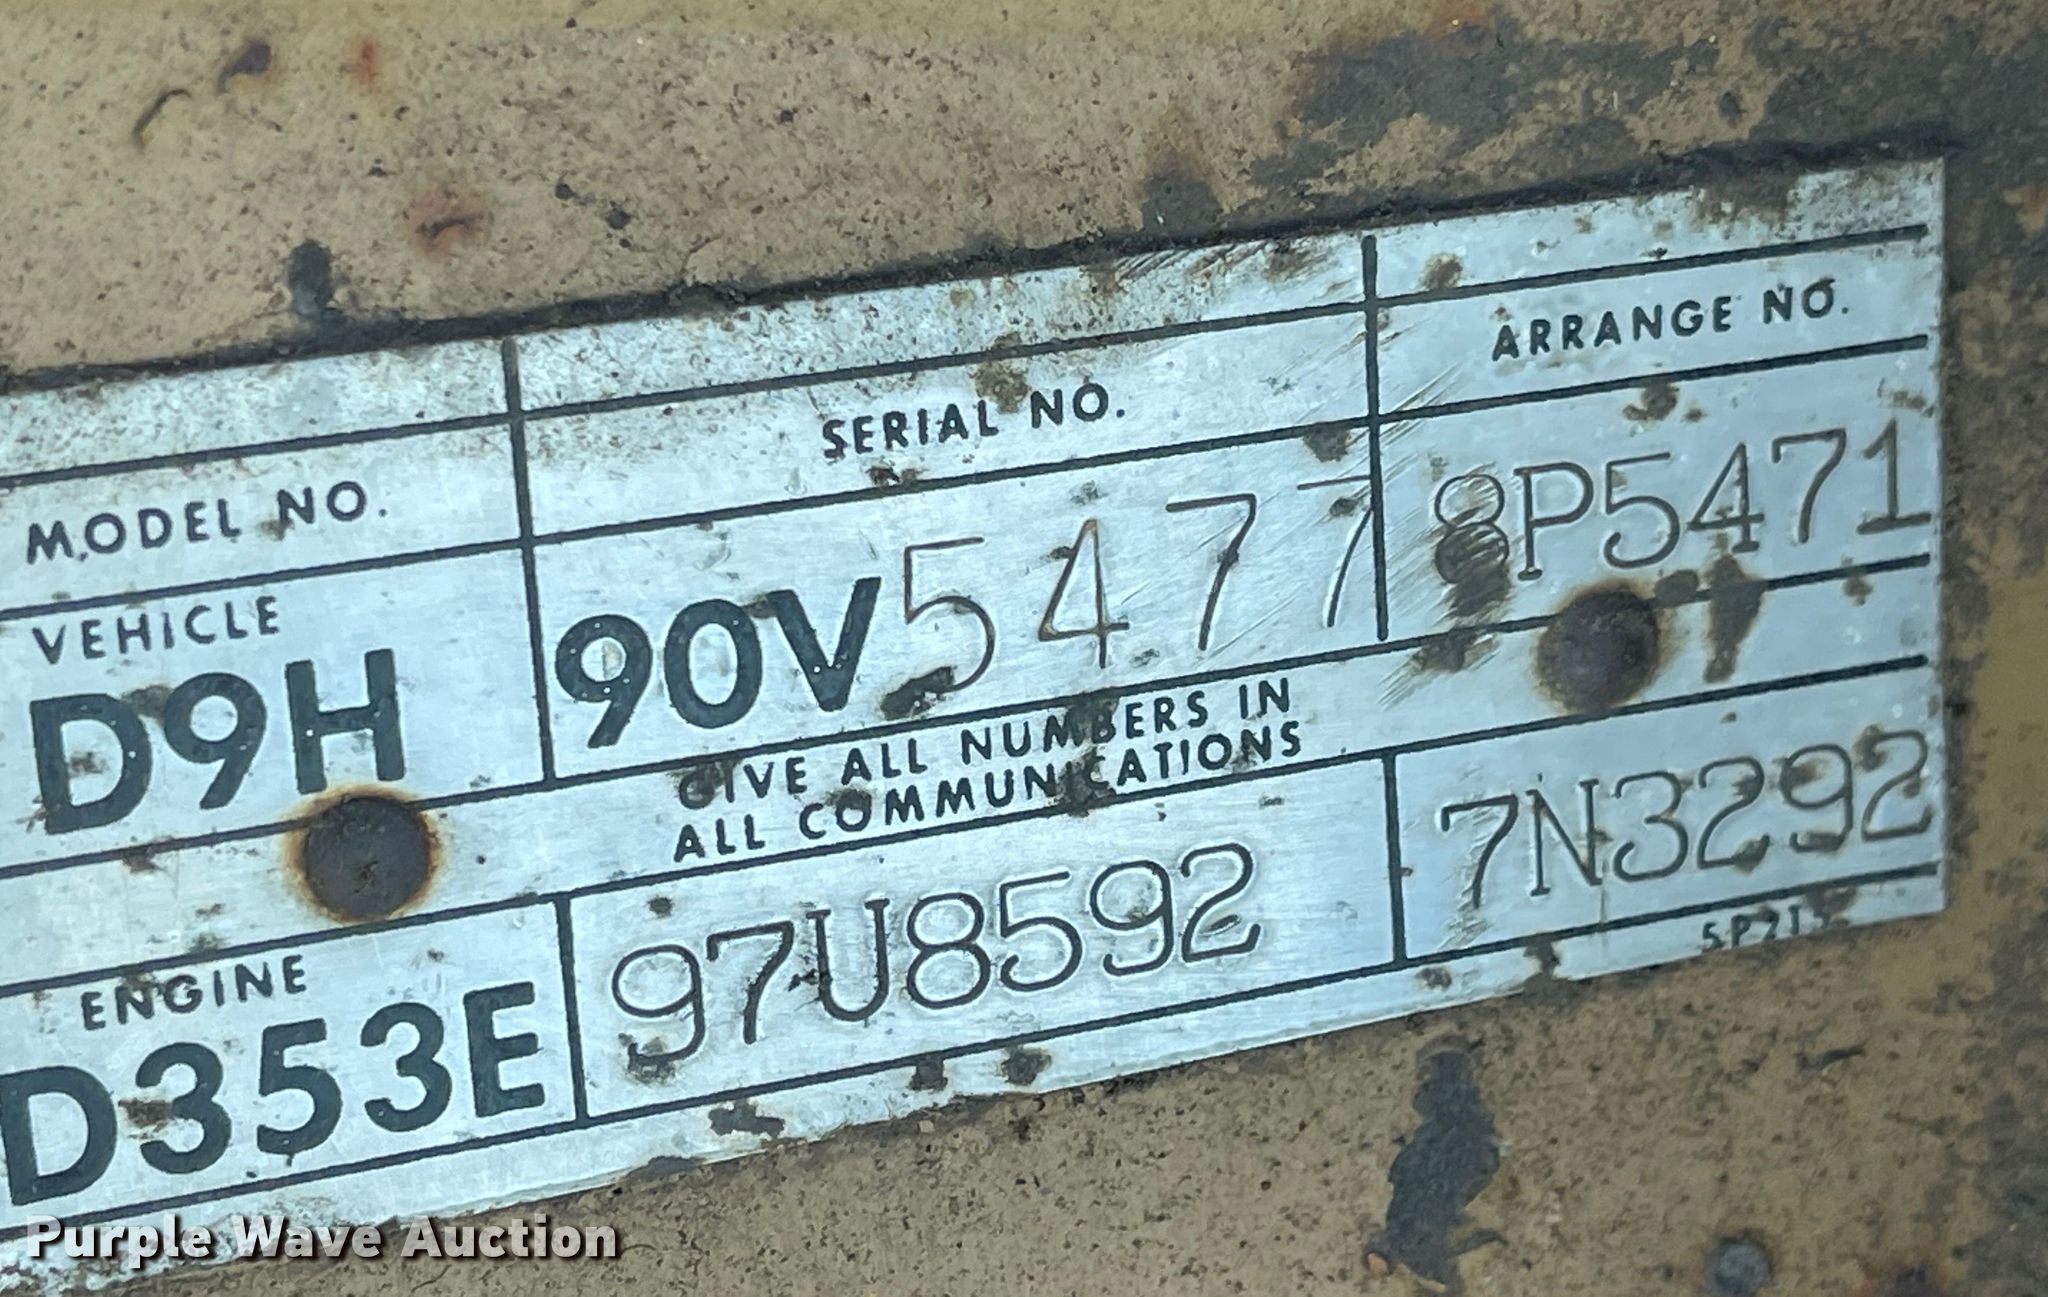 MODEL NO. SERIAL NO. ARRANGE NO.
VEHICLE
D9H 90V5477 8P5471
GIVE ALL NUMBERS IN
ALL COMMUNICATIONS
ENGINE
D353E 97U8592 7N3292
Purple Wave Auction